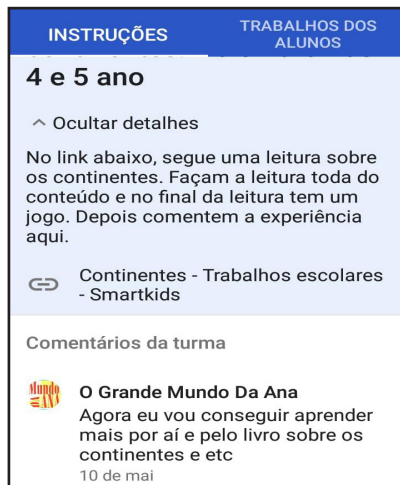 INSTRUÇÕES
TRABALHOS DOS
ALUNOS
4 e 5 ano
Ocultar detalhes
No link abaixo, segue uma leitura sobre
os continentes. Façam a leitura toda do
conteúdo e no final da leitura tem um
jogo. Depois comentem a experiência
aqui.
Continentes - Trabalhos escolares
- Smartkids
Comentários da turma
Mundo
ANA
O Grande Mundo Da Ana
Agora eu vou conseguir aprender
mais por aí e pelo livro sobre os
continentes e etc
10 de mai